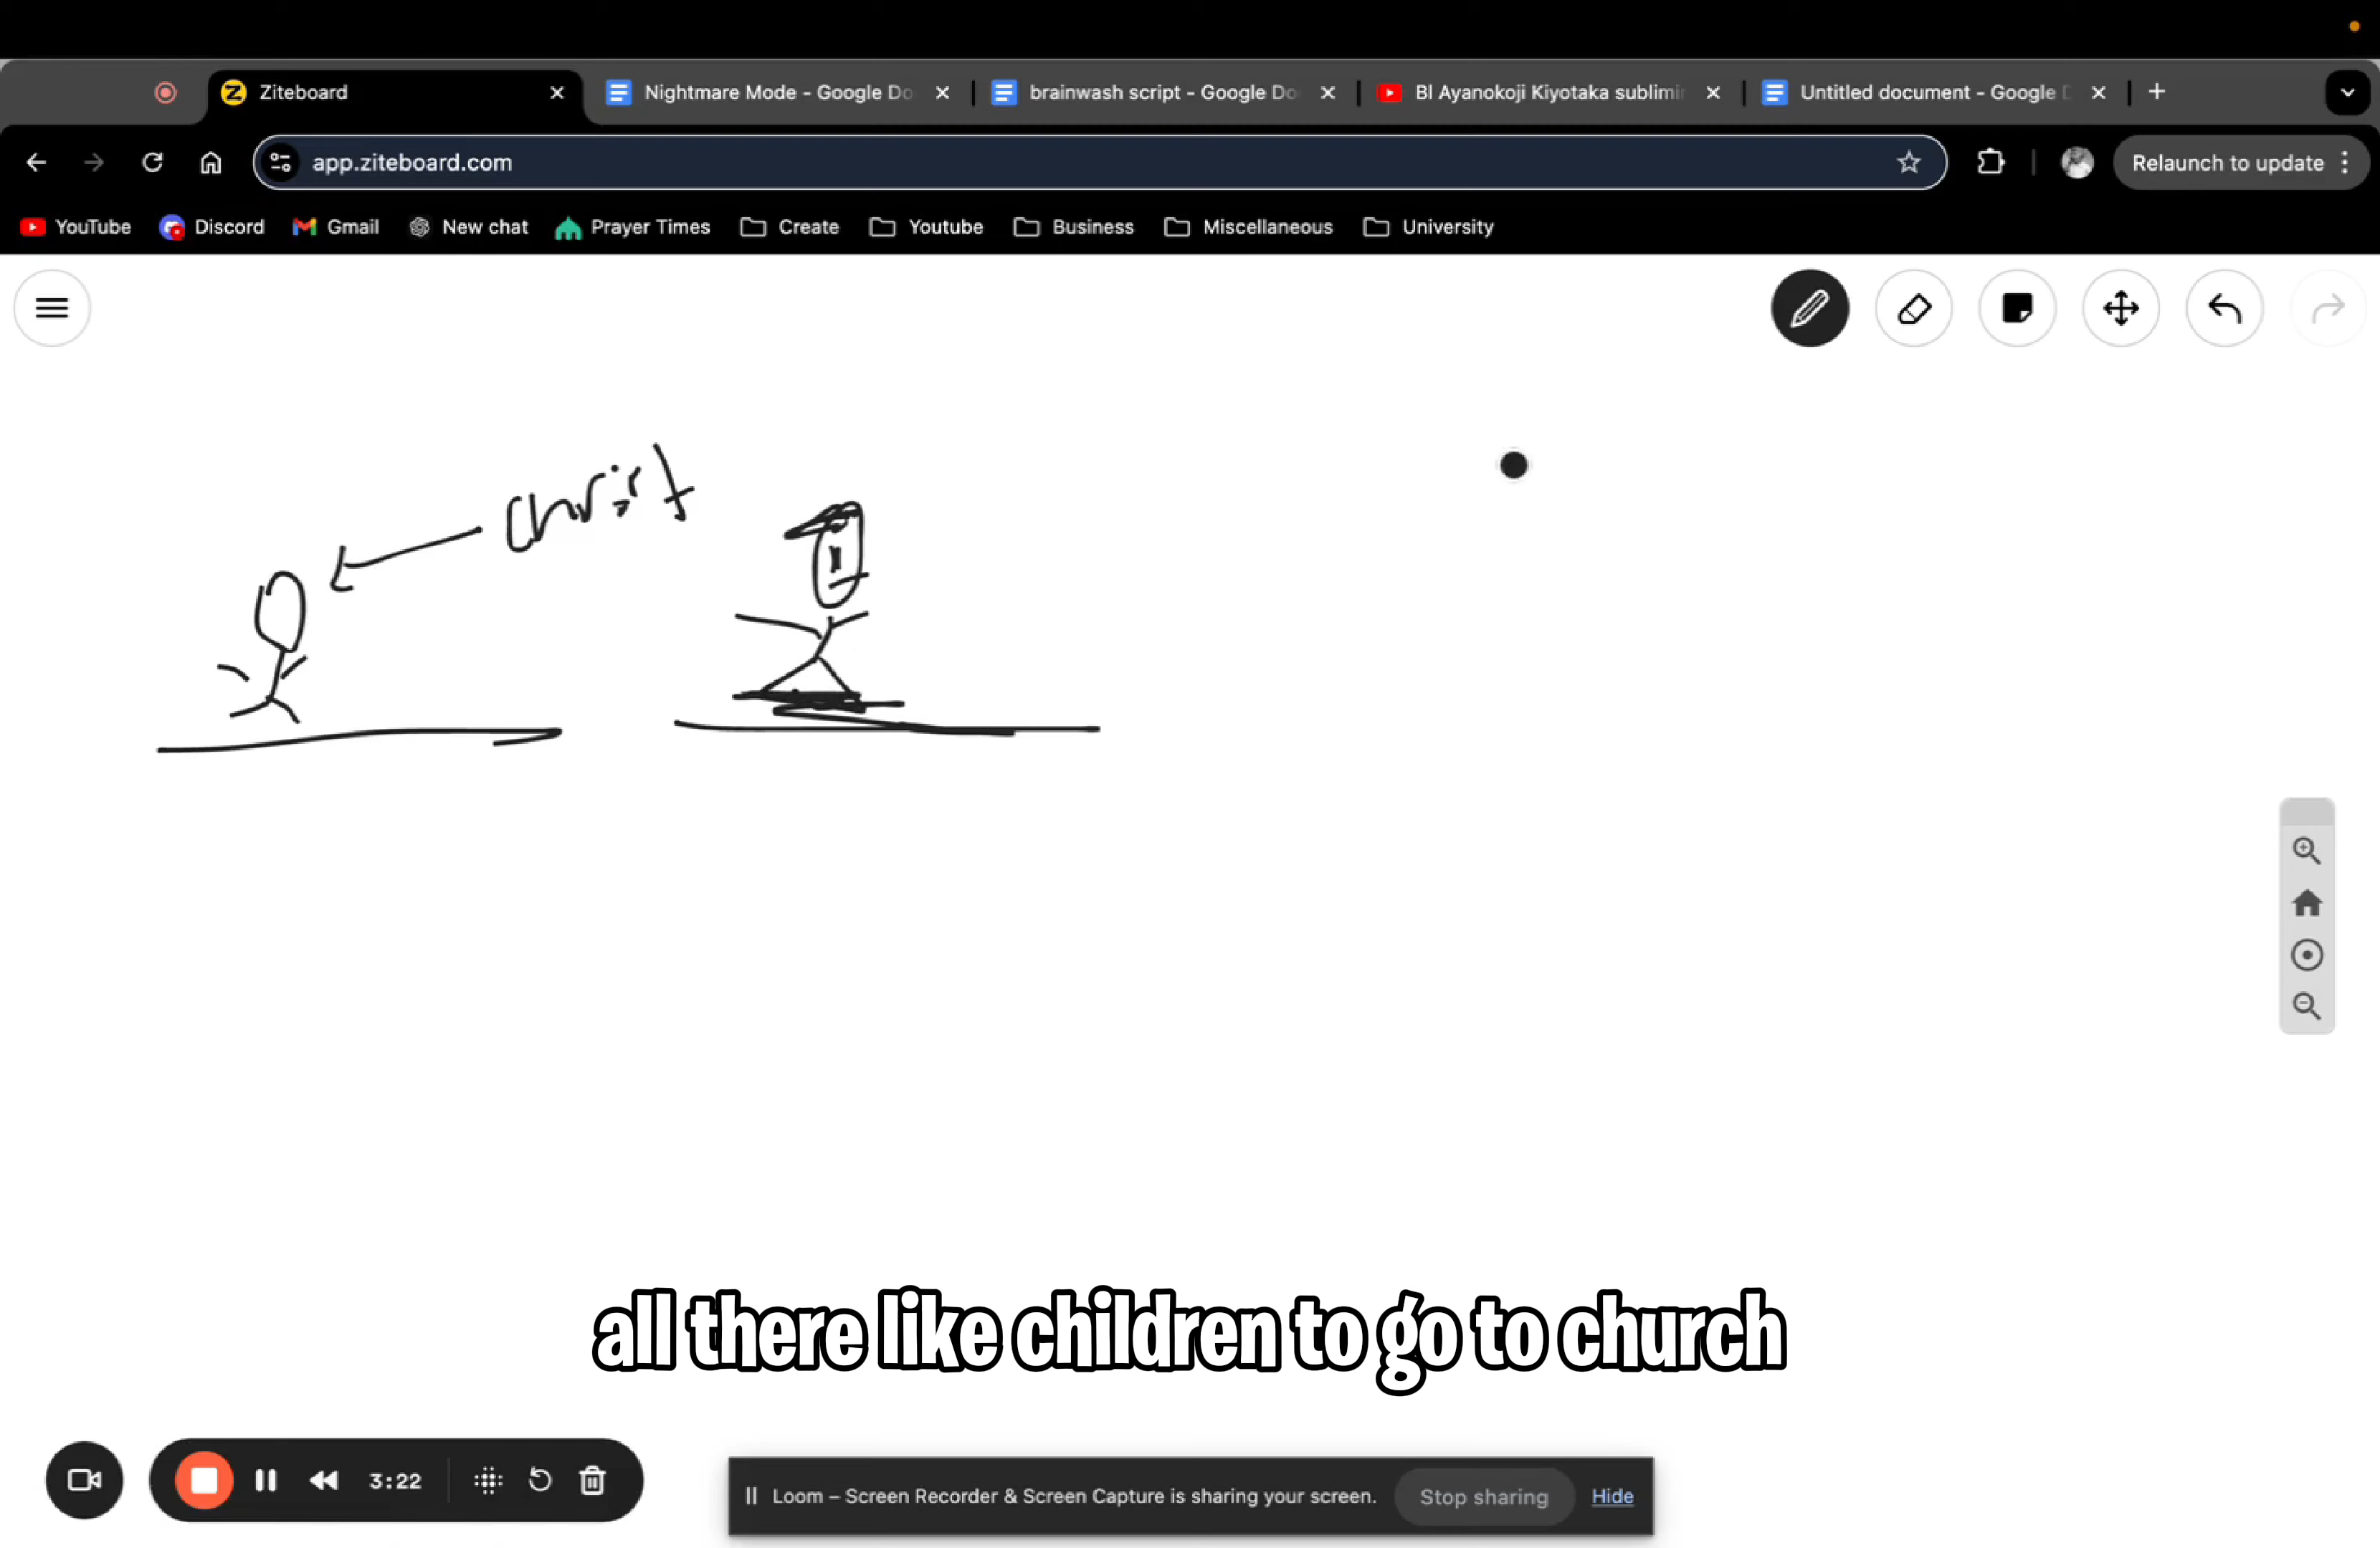 Ziteboard
Nightmare Mode - Google Do
brainwash script - Google Do
BI Ayanokoji Kiyotaka sublimin
Untitled document - Google D
app.ziteboard.com
Relaunch to update
YouTube
Discord
Gmail
New chat
Prayer Times
Create
Youtube
Business
Miscellaneous
University
christ
all there like children to go to church
3:22
Loom – Screen Recorder & Screen Capture is sharing your screen.
Stop sharing
Hide